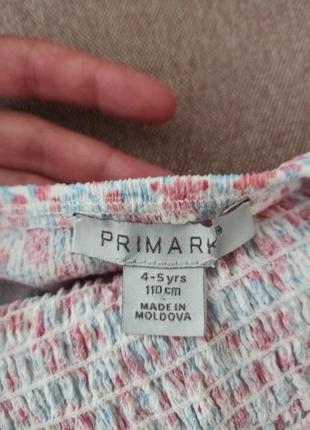 PRIMARK
4-5 yrs
110 cm
MADE IN
MOLDOVA